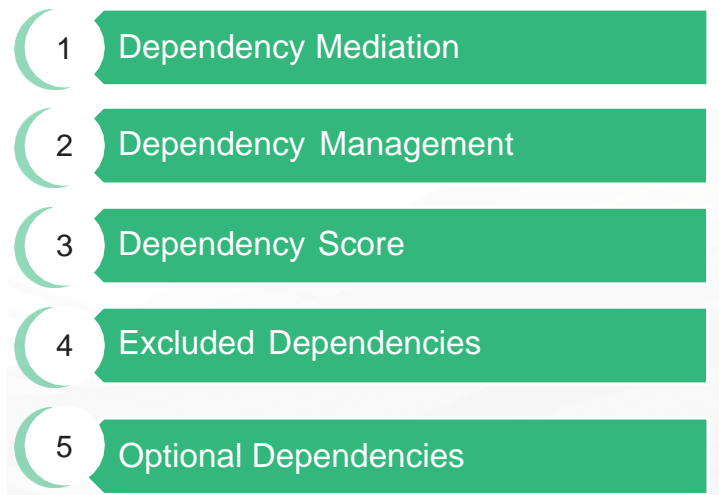 1 Dependency Mediation
2 Dependency Management
3 Dependency Score
4 Excluded Dependencies
5 Optional Dependencies